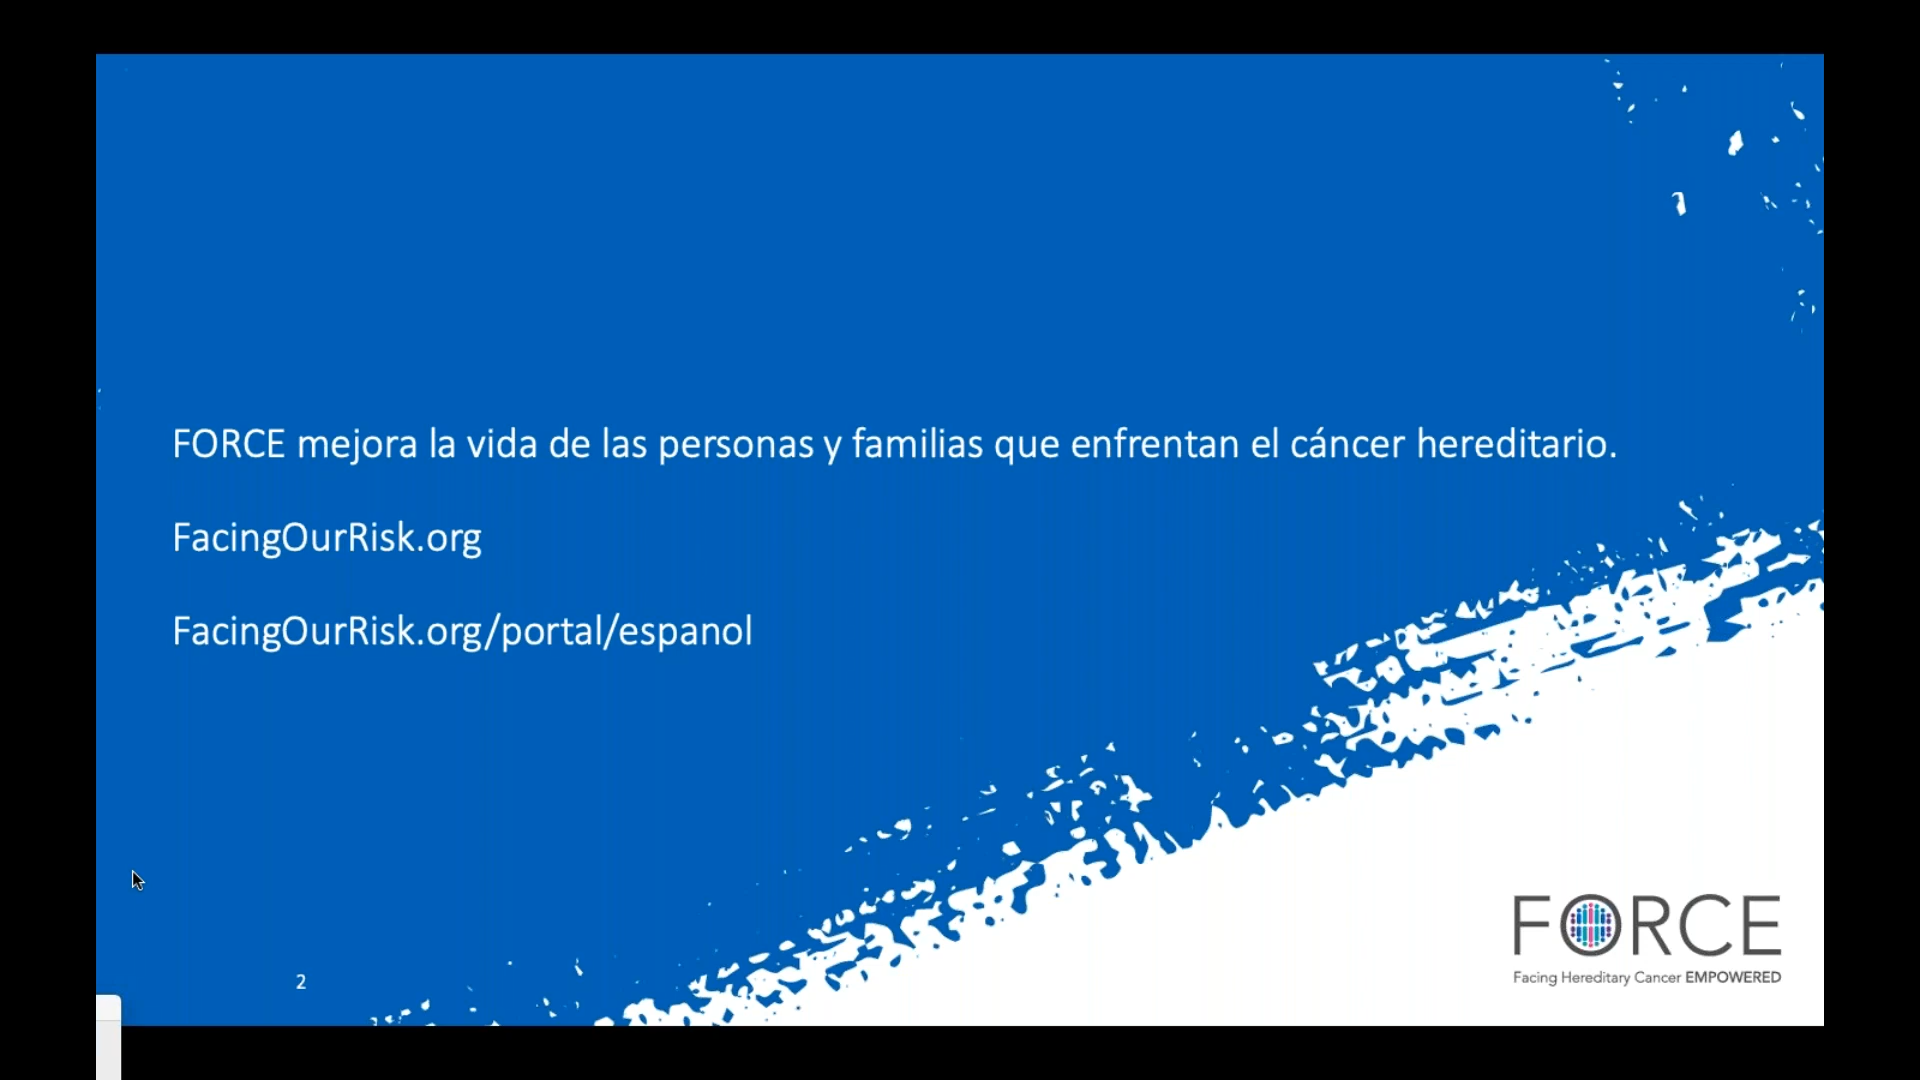 FORCE mejora la vida de las personas y familias que enfrentan el cáncer hereditario.
FacingOurRisk.org
FacingOurRisk.org/portal/espanol
2
FORCE
Facing Hereditary Cancer EMPOWERED